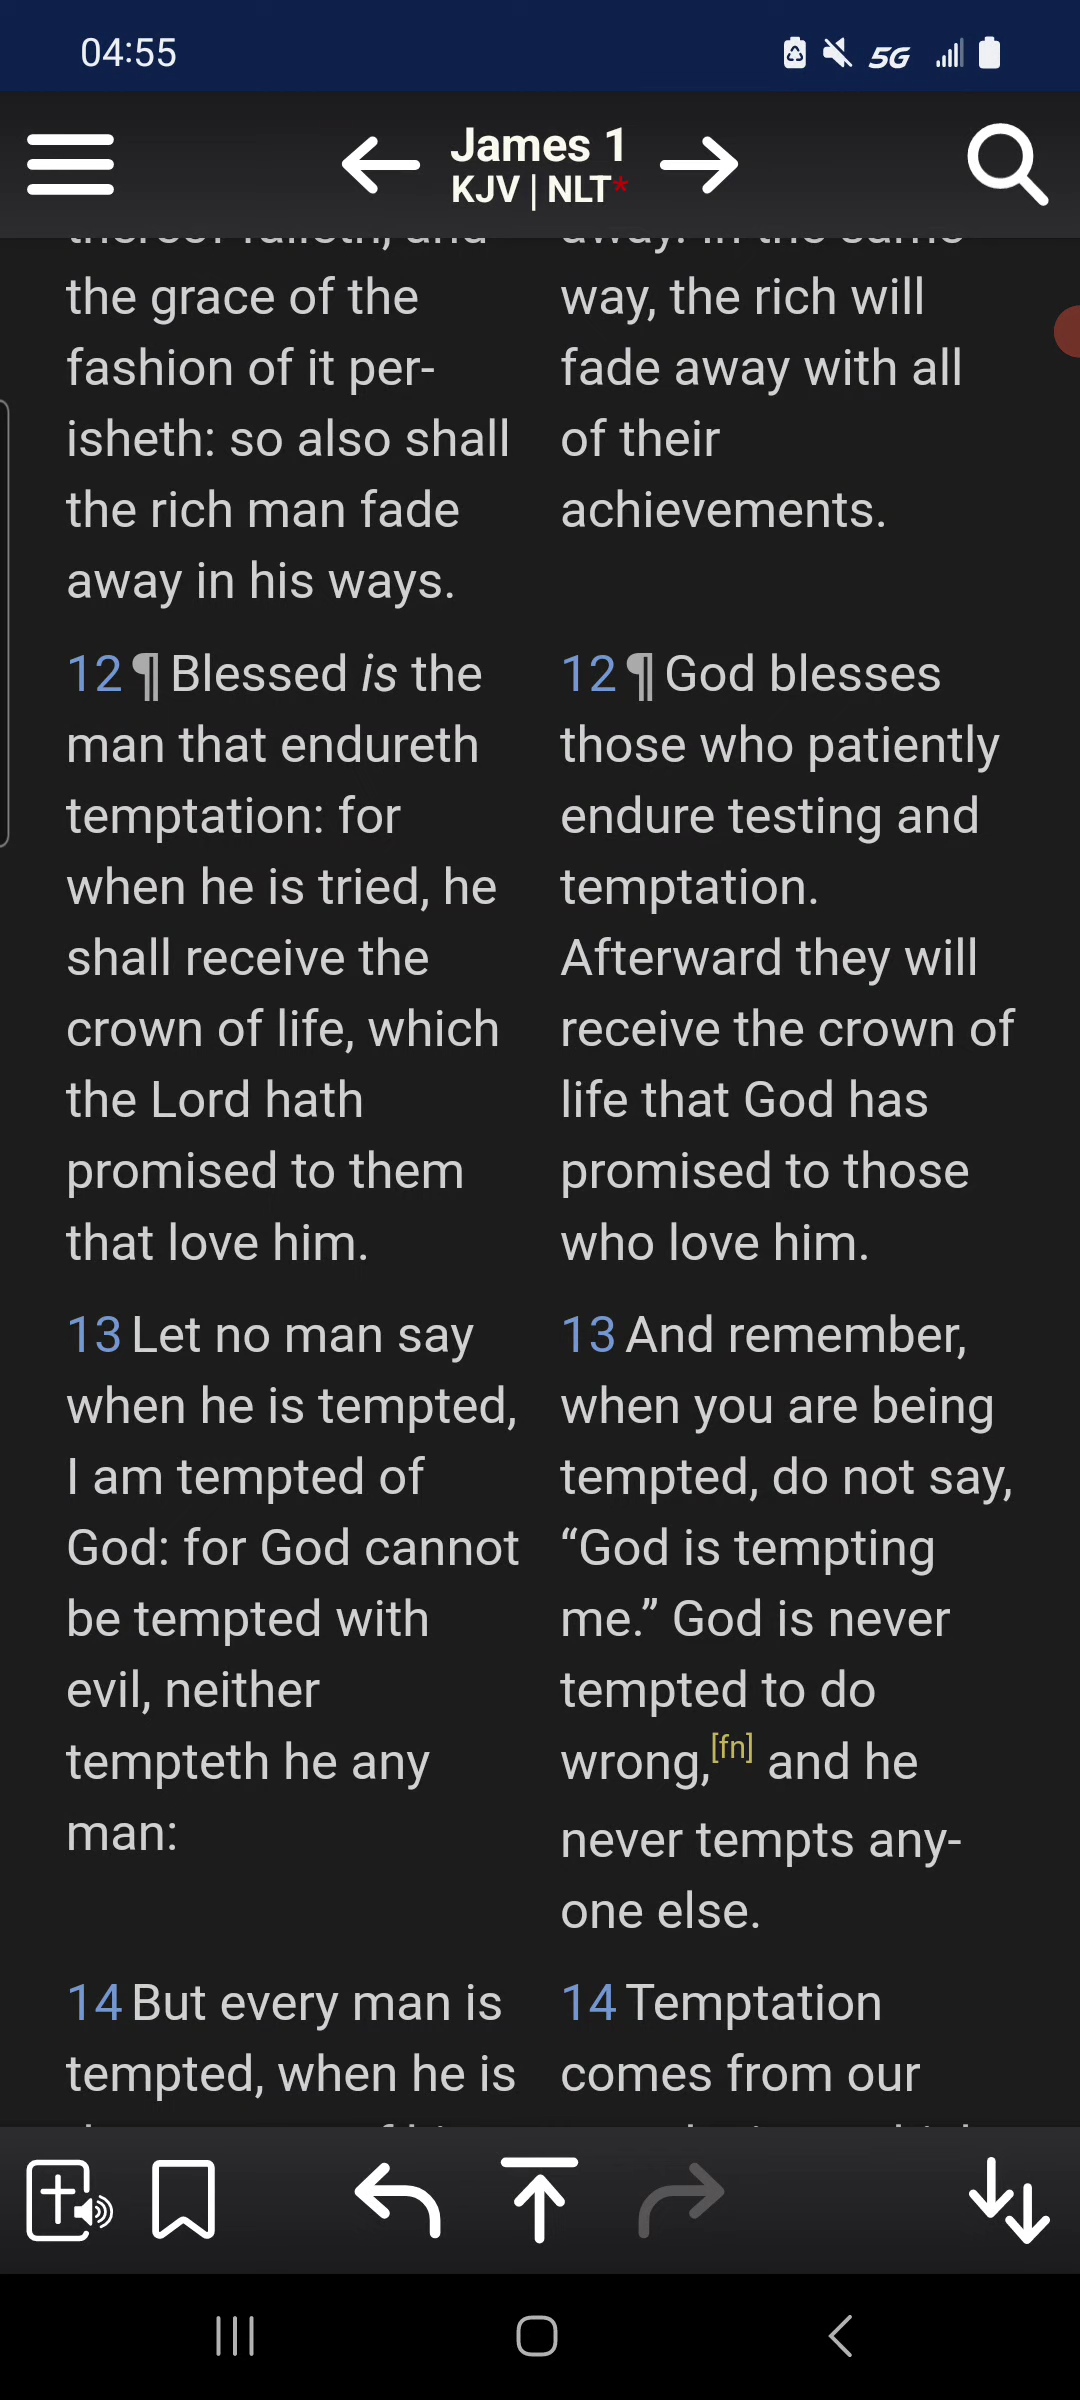 04:55
5G
James 1
KJV | NLT*
the grace of the
fashion of it per-
isheth: so also shall
the rich man fade
away in his ways.
12 ¶ Blessed is the
man that endureth
temptation: for
when he is tried, he
shall receive the
crown of life, which
the Lord hath
promised to them
that love him.
13 Let no man say
when he is tempted,
I am tempted of
God: for God cannot
be tempted with
evil, neither
tempteth he any
man:
14 But every man is
tempted, when he is
away. In the same
way, the rich will
fade away with all
of their
achievements.
12 ¶ God blesses
those who patiently
endure testing and
temptation.
Afterward they will
receive the crown of
life that God has
promised to those
who love him.
13 And remember,
when you are being
tempted, do not say,
“God is tempting
me.” God is never
tempted to do
wrong,[fn] and he
never tempts any-
one else.
14 Temptation
comes from our